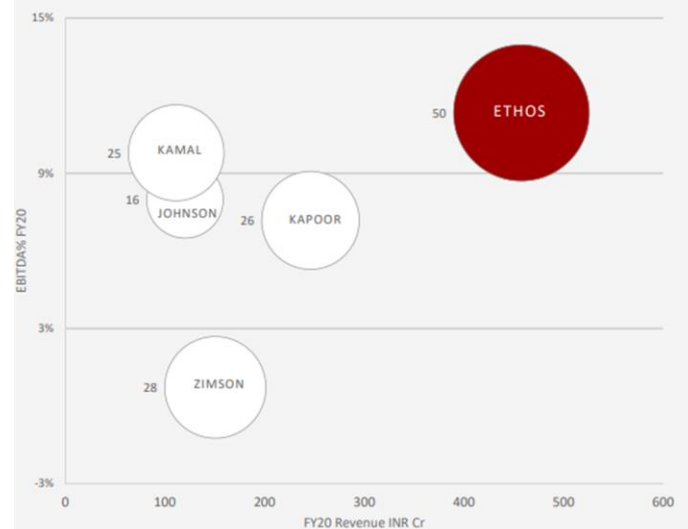 15%
50
ETHOS
25
KAMAL
9%
16
JOHNSON
26
KAPOOR
EBITDA% FY20
3%
28
ZIMSON
-3%
0 100 200 300 400 500 600
FY20 Revenue INR Cr